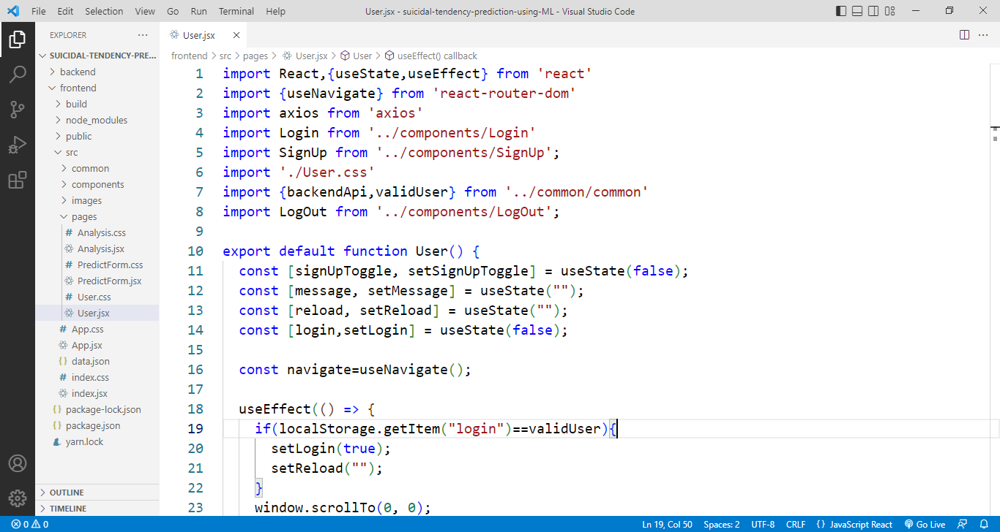 File Edit Selection View Go Run Terminal Help User.jsx - suicidal-tendency-prediction-using-ML - Visual Studio Code
EXPLORER
SUICIDAL-TENDENCY-PRE...
backend
frontend
build
node_modules
public
src
common
components
images
pages
# Analysis.css
Analysis.jsx
# PredictForm.css
PredictForm.jsx
# User.css
User.jsx
# App.css
App.jsx
{} data.json
# index.css
index.jsx
{} package-lock.json
{} package.json
yarn.lock
OUTLINE
TIMELINE
User.jsx
frontend > src > pages > User.jsx > User > useEffect() callback
1 import React,{useState,useEffect} from 'react'
2 import {useNavigate} from 'react-router-dom'
3 import axios from 'axios'
4 import Login from '../components/Login'
5 import SignUp from '../components/SignUp';
6 import './User.css'
7 import {backendApi,validUser} from '../common/common'
8 import LogOut from '../components/LogOut';
9
10 export default function User() {
11 const [signUpToggle, setSignUpToggle] = useState(false);
12 const [message, setMessage] = useState("");
13 const [reload, setReload] = useState("");
14 const [login,setLogin] = useState(false);
15
16 const navigate=useNavigate();
17
18 useEffect(() => {
19 if(localStorage.getItem("login")==validUser){
20 setLogin(true);
21 setReload("");
22 }
23 window.scrollTo(0, 0);
0 0 Ln 19, Col 50 Spaces: 2 UTF-8 CRLF {} JavaScript React Go Live